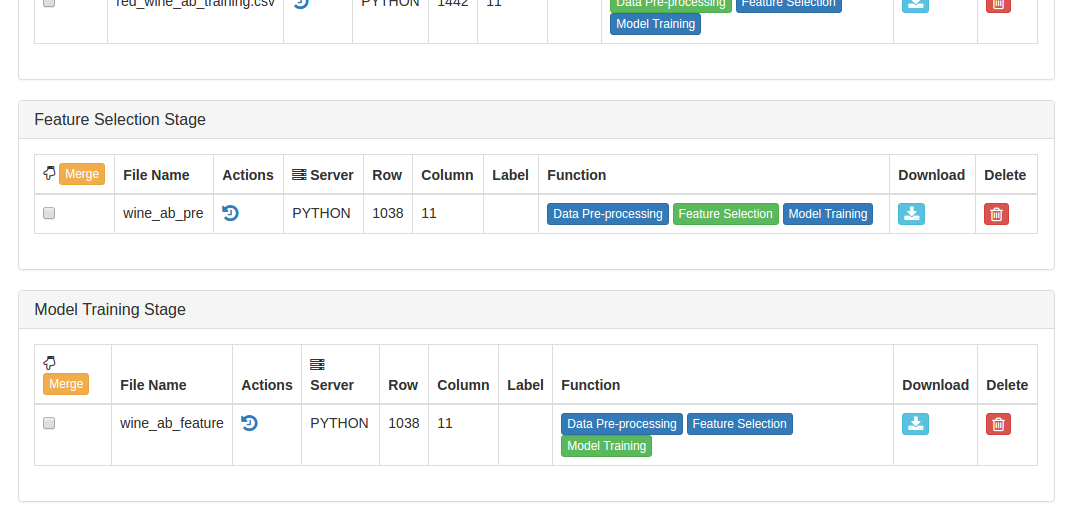 red_wine_ab_training.csv PYTHON 1442 11 Data Pre-processing Feature Selection
Model Training
Feature Selection Stage
Merge File Name Actions Server Row Column Label Function Download Delete
wine_ab_pre PYTHON 1038 11 Data Pre-processing Feature Selection Model Training
Model Training Stage
Merge File Name Actions Server Row Column Label Function Download Delete
wine_ab_feature PYTHON 1038 11 Data Pre-processing Feature Selection
Model Training